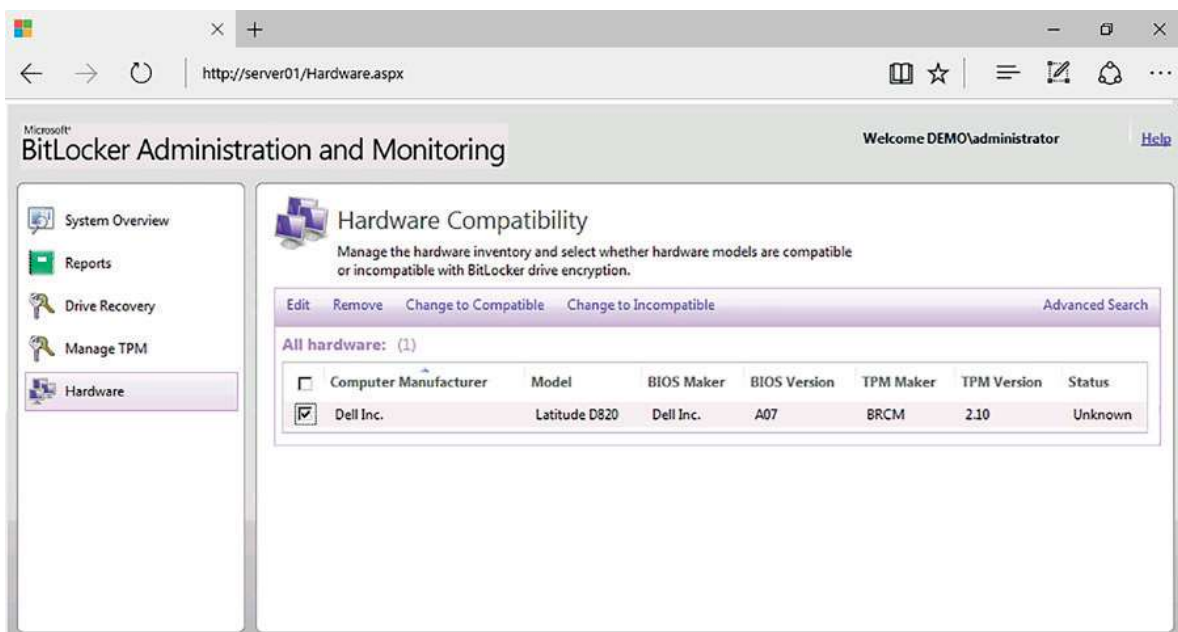 http://server01/Hardware.aspx
Microsoft®
BitLocker Administration and Monitoring
Welcome DEMO\administrator
Help
System Overview
Reports
Drive Recovery
Manage TPM
Hardware
Hardware Compatibility
Manage the hardware inventory and select whether hardware models are compatible
or incompatible with BitLocker drive encryption.
Edit Remove Change to Compatible Change to Incompatible Advanced Search
All hardware: (1)
Computer Manufacturer Model BIOS Maker BIOS Version TPM Maker TPM Version Status
Dell Inc. Latitude D820 Dell Inc. A07 BRCM 2.10 Unknown